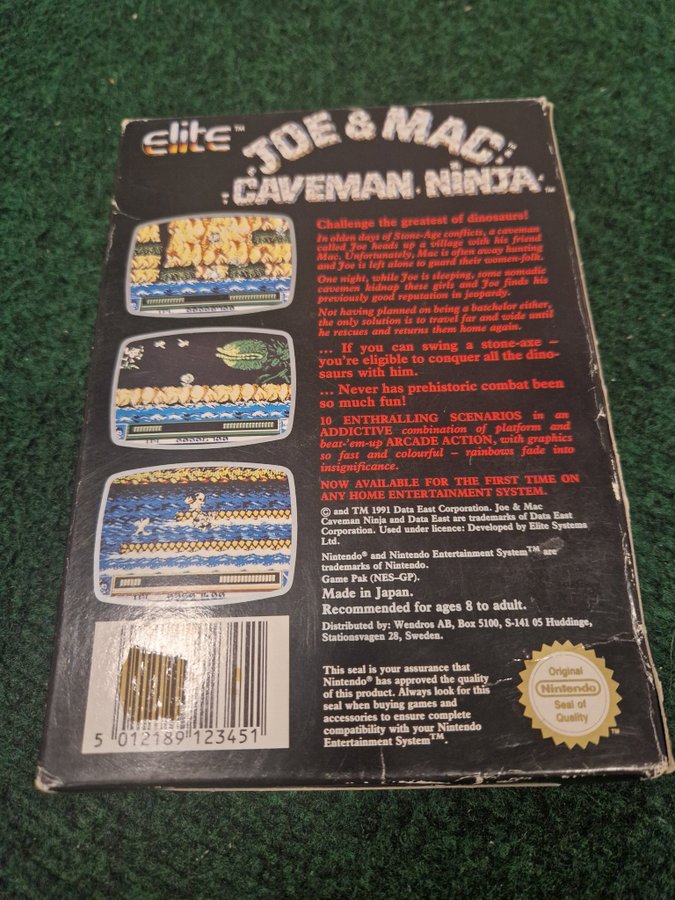 elite™
JOE & MAC:
CAVEMAN NINJA™
Challenge the greatest of dinosaurs!
In olden days of Stone-Age conflicts, a caveman
called Joe heads up a village with his friend
Mac. Unfortunately, Mac is often away hunting
and Joe is left alone to guard their women-folk.
One night, while Joe is sleeping, some nomadic
cavemen kidnap these girls and Joe finds his
previously good reputation in jeopardy.
Not having planned on being a batchelor either,
the only solution is to travel far and wide until
he rescues and returns them home again.
... If you can swing a stone-axe –
you're eligible to conquer all the dino-
saurs with him.
... Never has prehistoric combat been
so much fun!
10 ENTHRALLING SCENARIOS in an
ADDICTIVE combination of platform and
beat-'em-up ARCADE ACTION, with graphics
so fast and colourful – rainbows fade into
insignificance.
NOW AVAILABLE FOR THE FIRST TIME ON
ANY HOME ENTERTAINMENT SYSTEM.
© and TM 1991 Data East Corporation. Joe & Mac
Caveman Ninja and Data East are trademarks of Data East
Corporation. Used under licence: Developed by Elite Systems
Ltd.
Nintendo® and Nintendo Entertainment System™ are
trademarks of Nintendo.
Game Pak (NES-GP).
Made in Japan.
Recommended for ages 8 to adult.
Distributed by: Wendros AB, Box 5100, S-141 05 Huddinge,
Stationsvagen 28, Sweden.
This seal is your assurance that
Nintendo® has approved the quality
of this product. Always look for this
seal when buying games and
accessories to ensure complete
compatibility with your Nintendo
Entertainment System™.
Original
Nintendo
Seal of
Quality
™
5 012189 123451